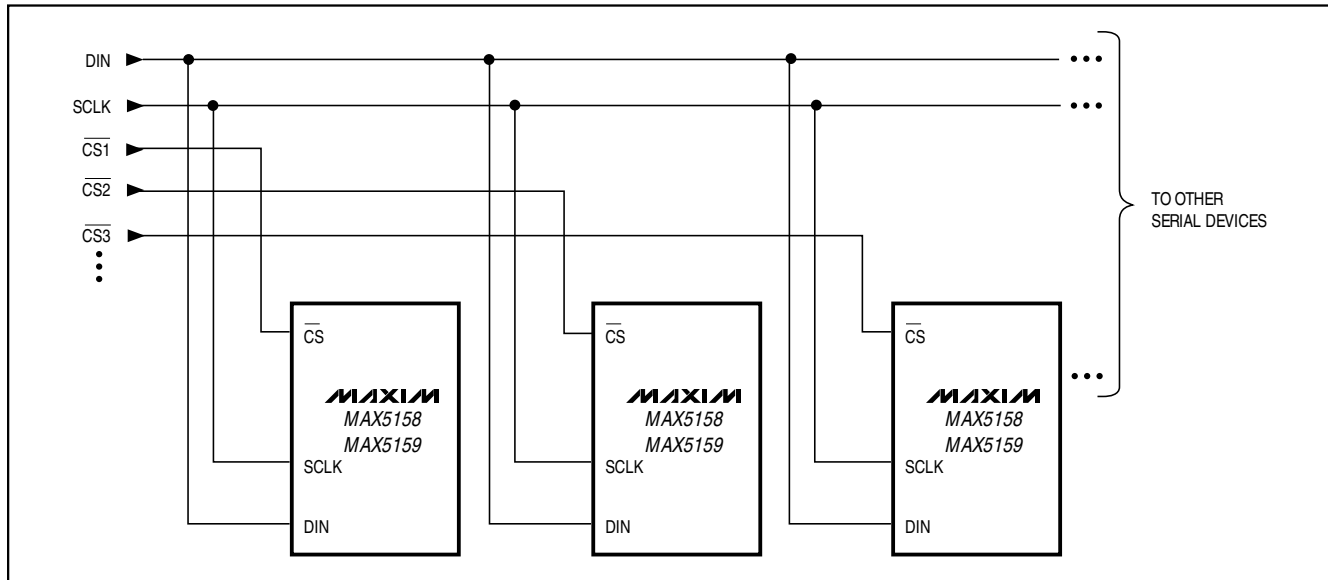 DIN
SCLK
CS1
CS2
CS3
TO OTHER
SERIAL DEVICES
CS
MAXIM
MAX5158
MAX5159
SCLK
DIN
CS
MAXIM
MAX5158
MAX5159
SCLK
DIN
CS
MAXIM
MAX5158
MAX5159
SCLK
DIN